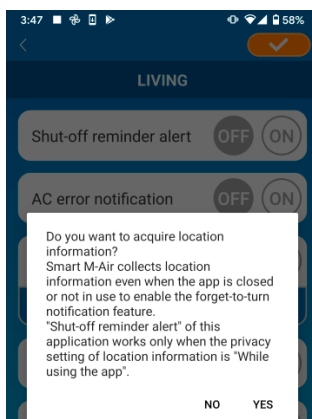 3:47 58%
LIVING
Shut-off reminder alert OFF ON
AC error notification OFF ON
Do you want to acquire location
information?
Smart M-Air collects location
information even when the app is closed
or not in use to enable the forget-to-turn
notification feature.
"Shut-off reminder alert" of this
application works only when the privacy
setting of location information is "While
using the app".
NO YES